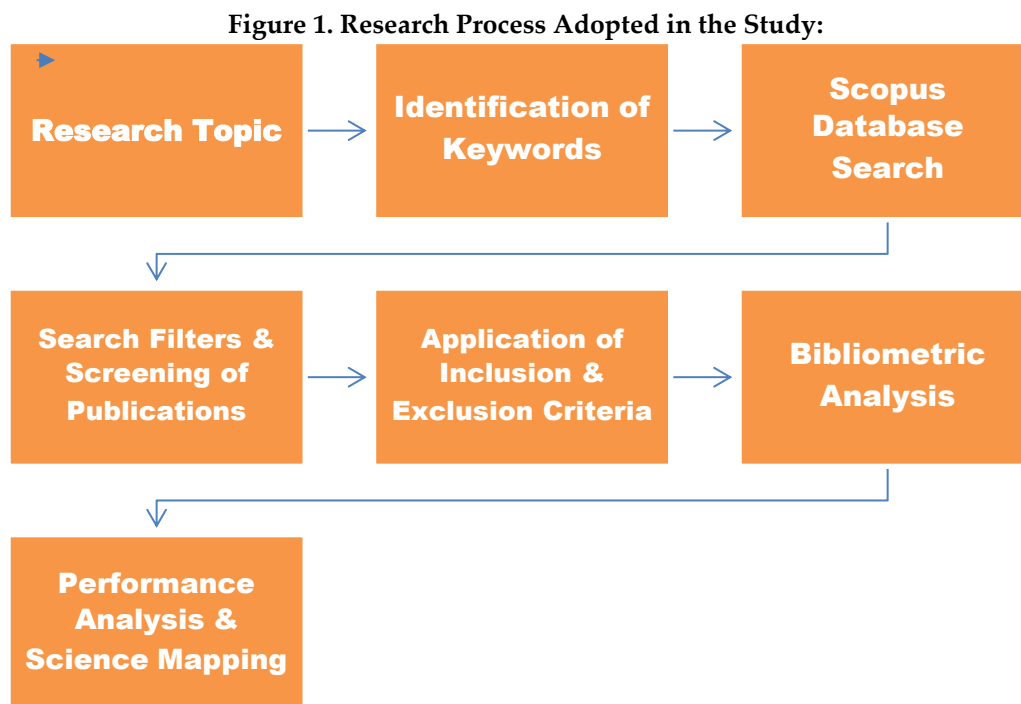 Figure 1. Research Process Adopted in the Study:
Research Topic
Identification of
Keywords
Scopus
Database
Search
Search Filters &
Screening of
Publications
Application of
Inclusion &
Exclusion Criteria
Bibliometric
Analysis
Performance
Analysis &
Science Mapping